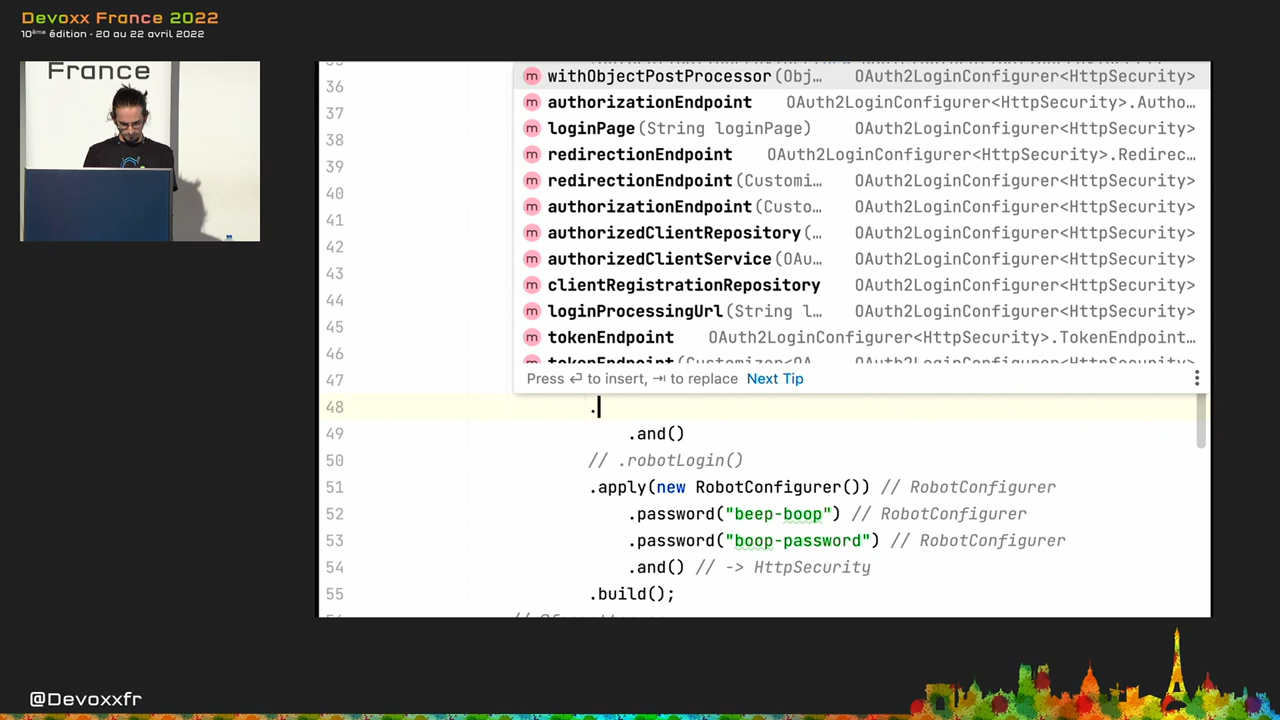 Devoxx France 2022
10ème édition - 20 au 22 avril 2022
France
36
37
38
39
40
41
42
43
44
45
46
47
withObjectPostProcessor(Obj… OAuth2LoginConfigurer<HttpSecurity>
authorizationEndpoint OAuth2LoginConfigurer<HttpSecurity>.Autho…
loginPage(String loginPage) OAuth2LoginConfigurer<HttpSecurity>
redirectionEndpoint OAuth2LoginConfigurer<HttpSecurity>.Redirec…
redirectionEndpoint(Customi… OAuth2LoginConfigurer<HttpSecurity>
authorizationEndpoint(Custo… OAuth2LoginConfigurer<HttpSecurity>
authorizedClientRepository(… OAuth2LoginConfigurer<HttpSecurity>
authorizedClientService(OAu… OAuth2LoginConfigurer<HttpSecurity>
clientRegistrationRepository OAuth2LoginConfigurer<HttpSecurity>
loginProcessingUrl(String l… OAuth2LoginConfigurer<HttpSecurity>
tokenEndpoint OAuth2LoginConfigurer<HttpSecurity>.TokenEndpoint…
tokenEndpoint(Customizer<OA… OAuth2LoginConfigurer<HttpSecurity>
Press ⏎ to insert, ⇥ to replace Next Tip
48 .
49 .and()
50 // .robotLogin()
51 .apply(new RobotConfigurer()) // RobotConfigurer
52 .password("beep-boop") // RobotConfigurer
53 .password("boop-password") // RobotConfigurer
54 .and() // -> HttpSecurity
55 .build();
@Devoxxfr